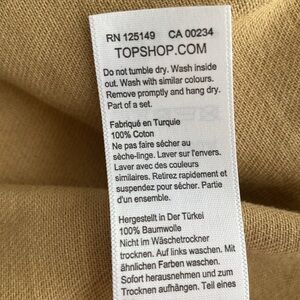 RN 125149 CA 00234
TOPSHOP.COM
Do not tumble dry. Wash inside
out. Wash with similar colours.
Remove promptly and hang dry.
Part of a set.
Fabriqué en Turquie
100% Coton
Ne pas faire sécher au
sèche-linge. Laver sur l'envers.
Laver avec des couleurs
similaires. Retirez rapidement et
suspendez pour sécher. Partie
d'un ensemble.
Hergestellt in Der Türkei
100% Baumwolle
Nicht im Wäschetrockner
trocknen. Auf links waschen. Mit
ähnlichen Farben waschen.
Sofort herausnehmen und zum
Trocknen aufhängen. Teil eines